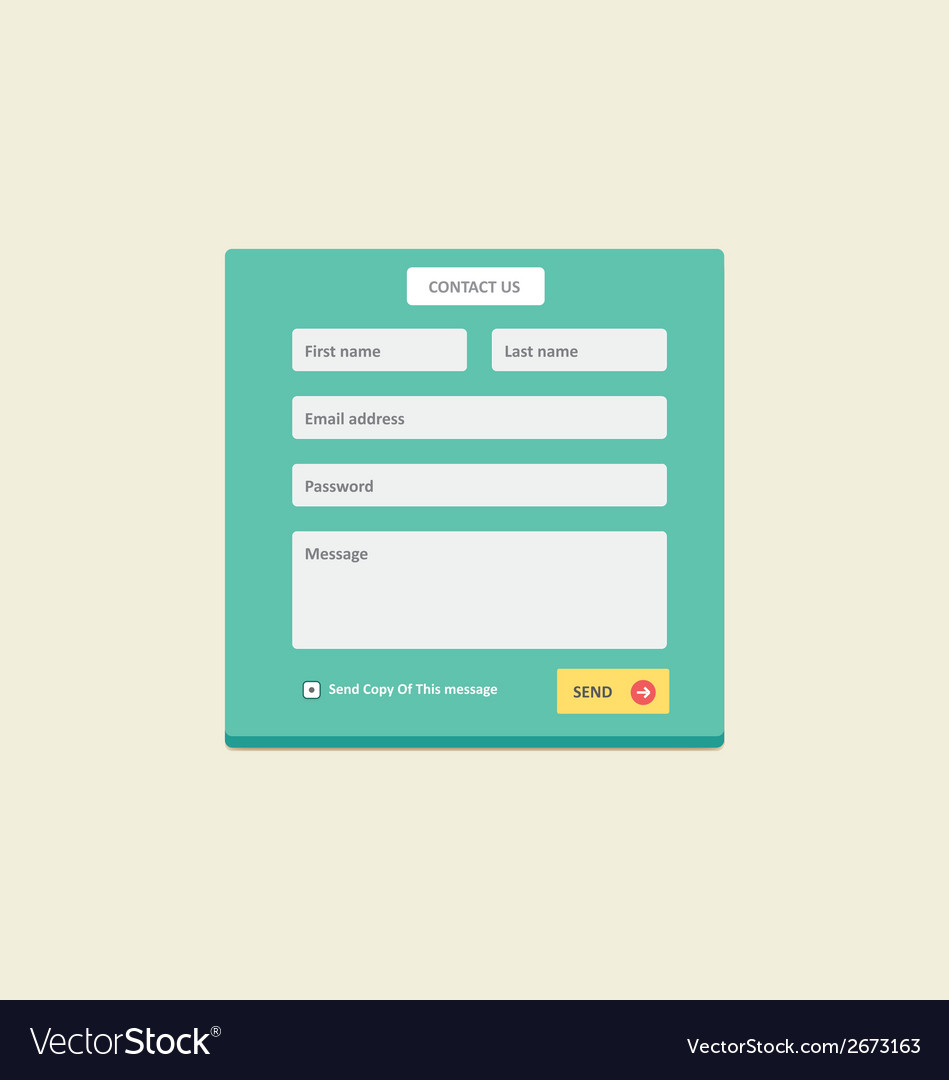 CONTACT US
First name
Last name
Email address
Password
Message
Send Copy Of This message
SEND
VectorStock®
VectorStock.com/2673163